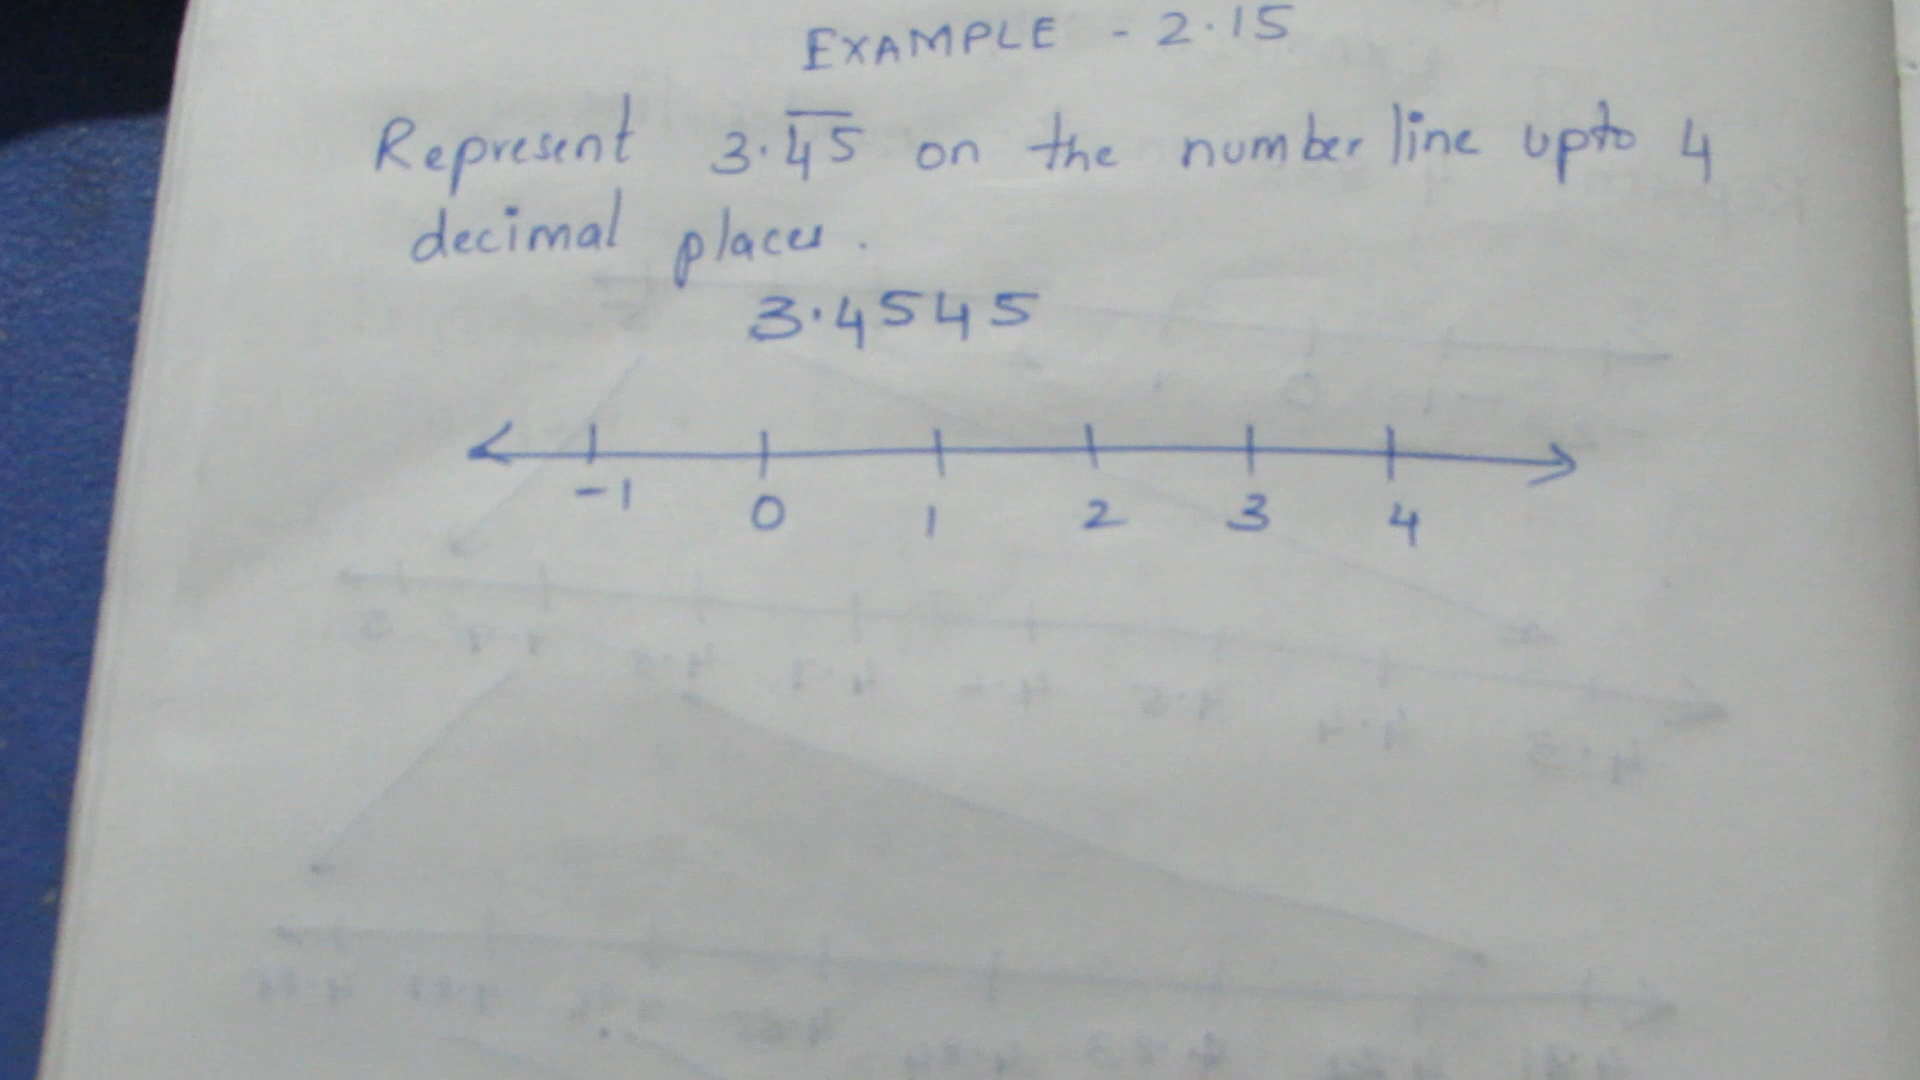 EXAMPLE - 2.15
Represent 3.4̅5̅ on the number line upto 4
decimal places.
3.4545
-1 0 1 2 3 4